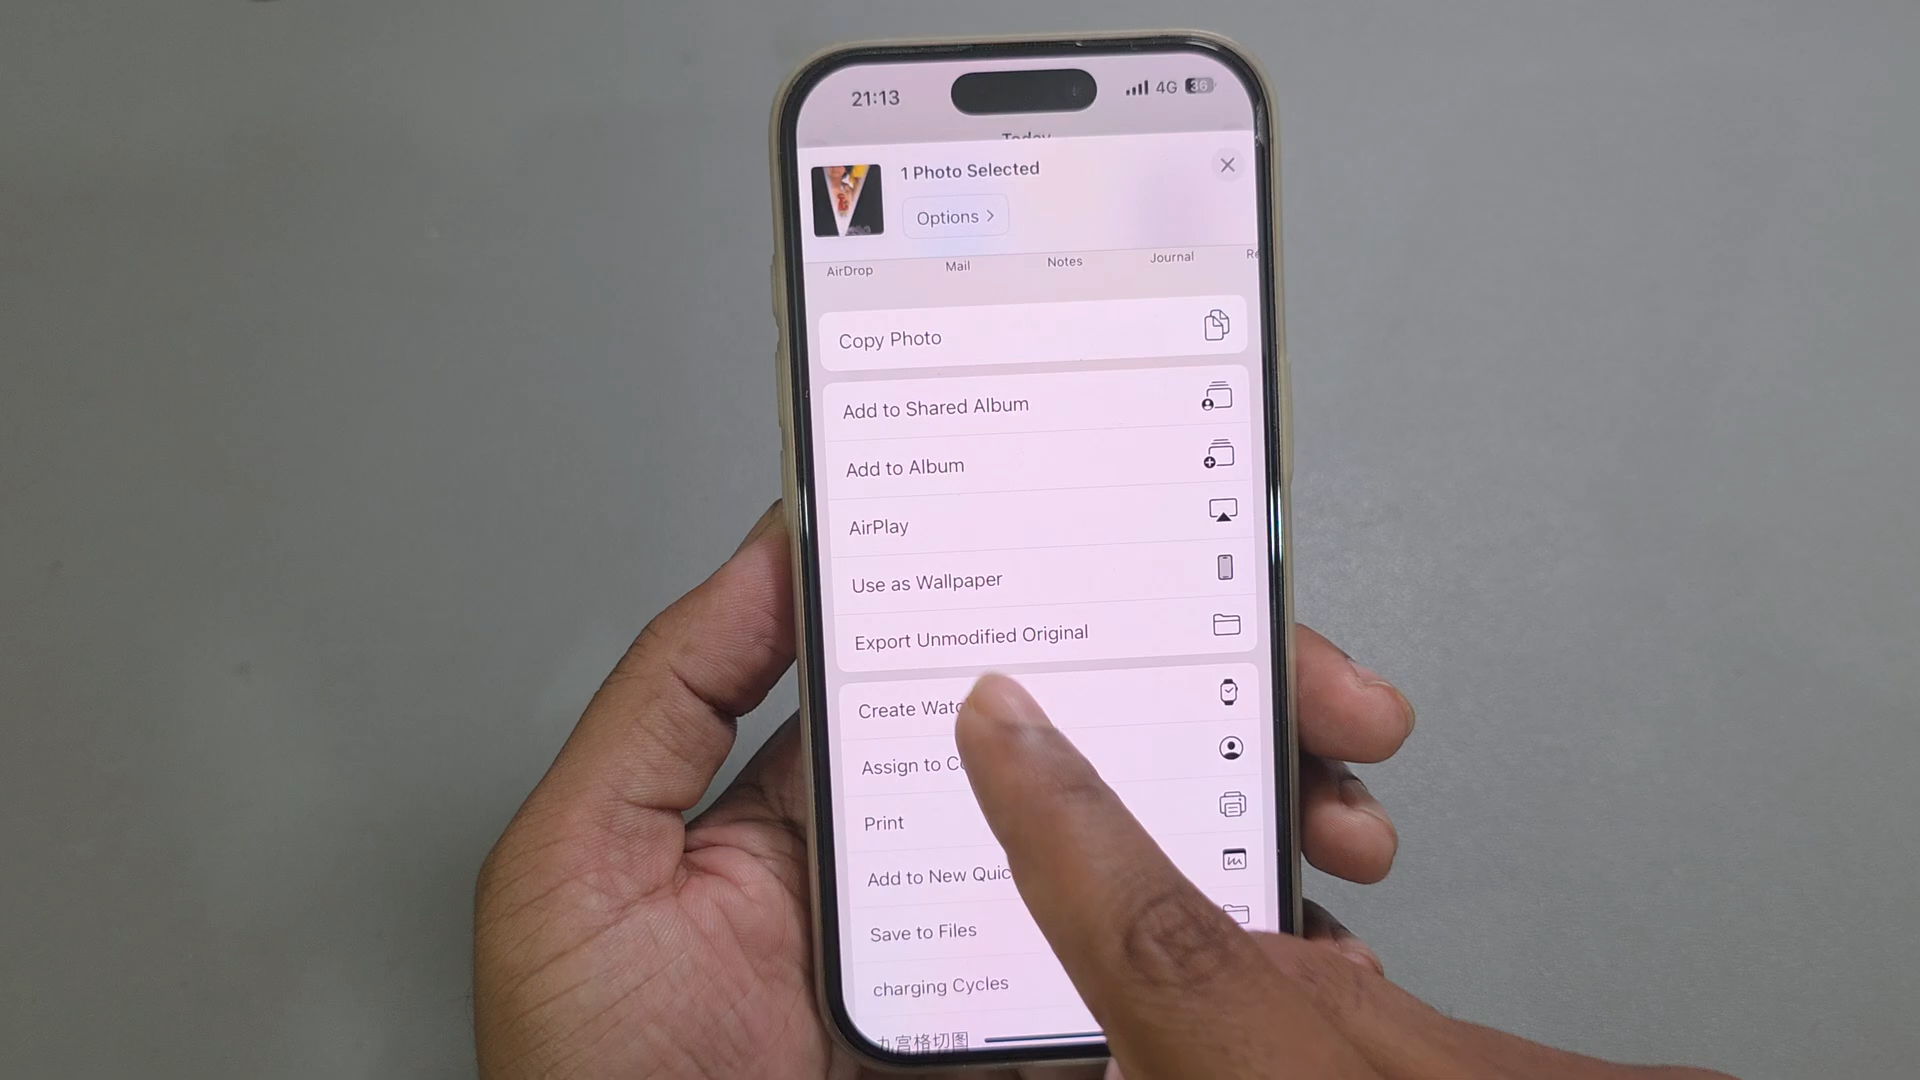 21:13
4G 36
Today
1 Photo Selected
Options >
AirDrop Mail Notes Journal
Copy Photo
Add to Shared Album
Add to Album
AirPlay
Use as Wallpaper
Export Unmodified Original
Create
Assign to
Print
Add to New
Save to Files
charging Cycles
九宫格切图